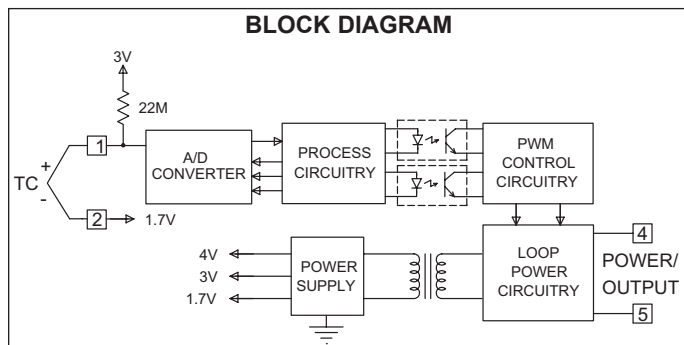 BLOCK DIAGRAM
3V
22M
1
A/D
CONVERTER
PROCESS
CIRCUITRY
PWM
CONTROL
CIRCUITRY
+
TC
-
2
1.7V
4V
3V
1.7V
POWER
SUPPLY
LOOP
POWER
CIRCUITRY
4
POWER/
OUTPUT
5